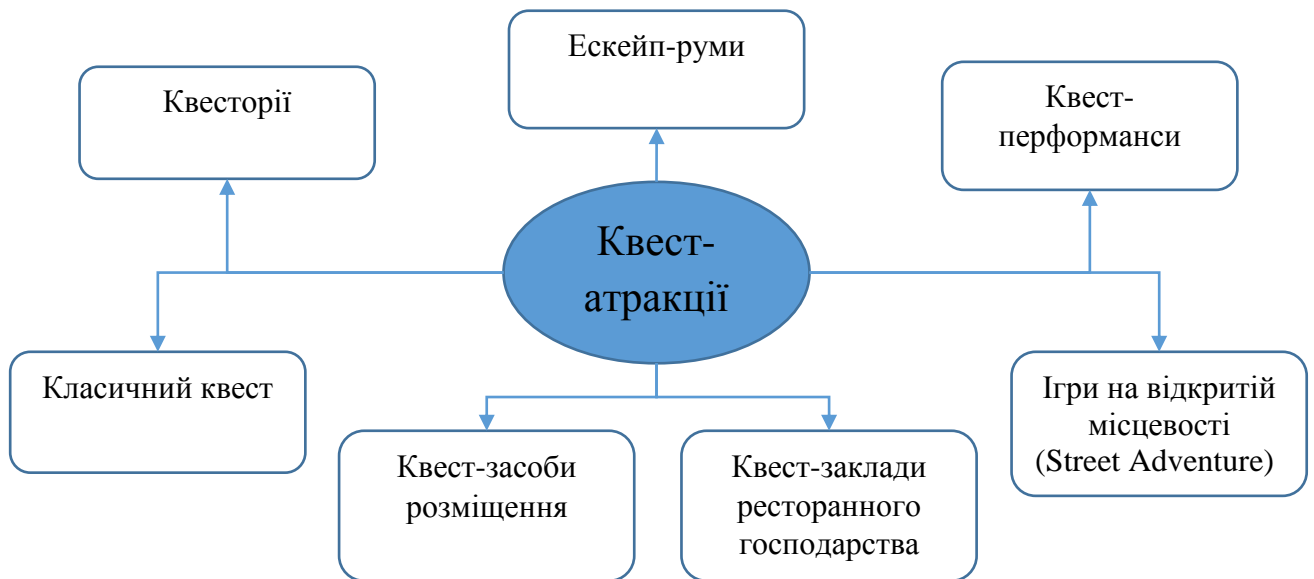 Ескейп-руми
Квесторії
Квест-
перформанси
Квест-
атракції
Класичний квест
Ігри на відкритій
місцевості
(Street Adventure)
Квест-засоби
розміщення
Квест-заклади
ресторанного
господарства